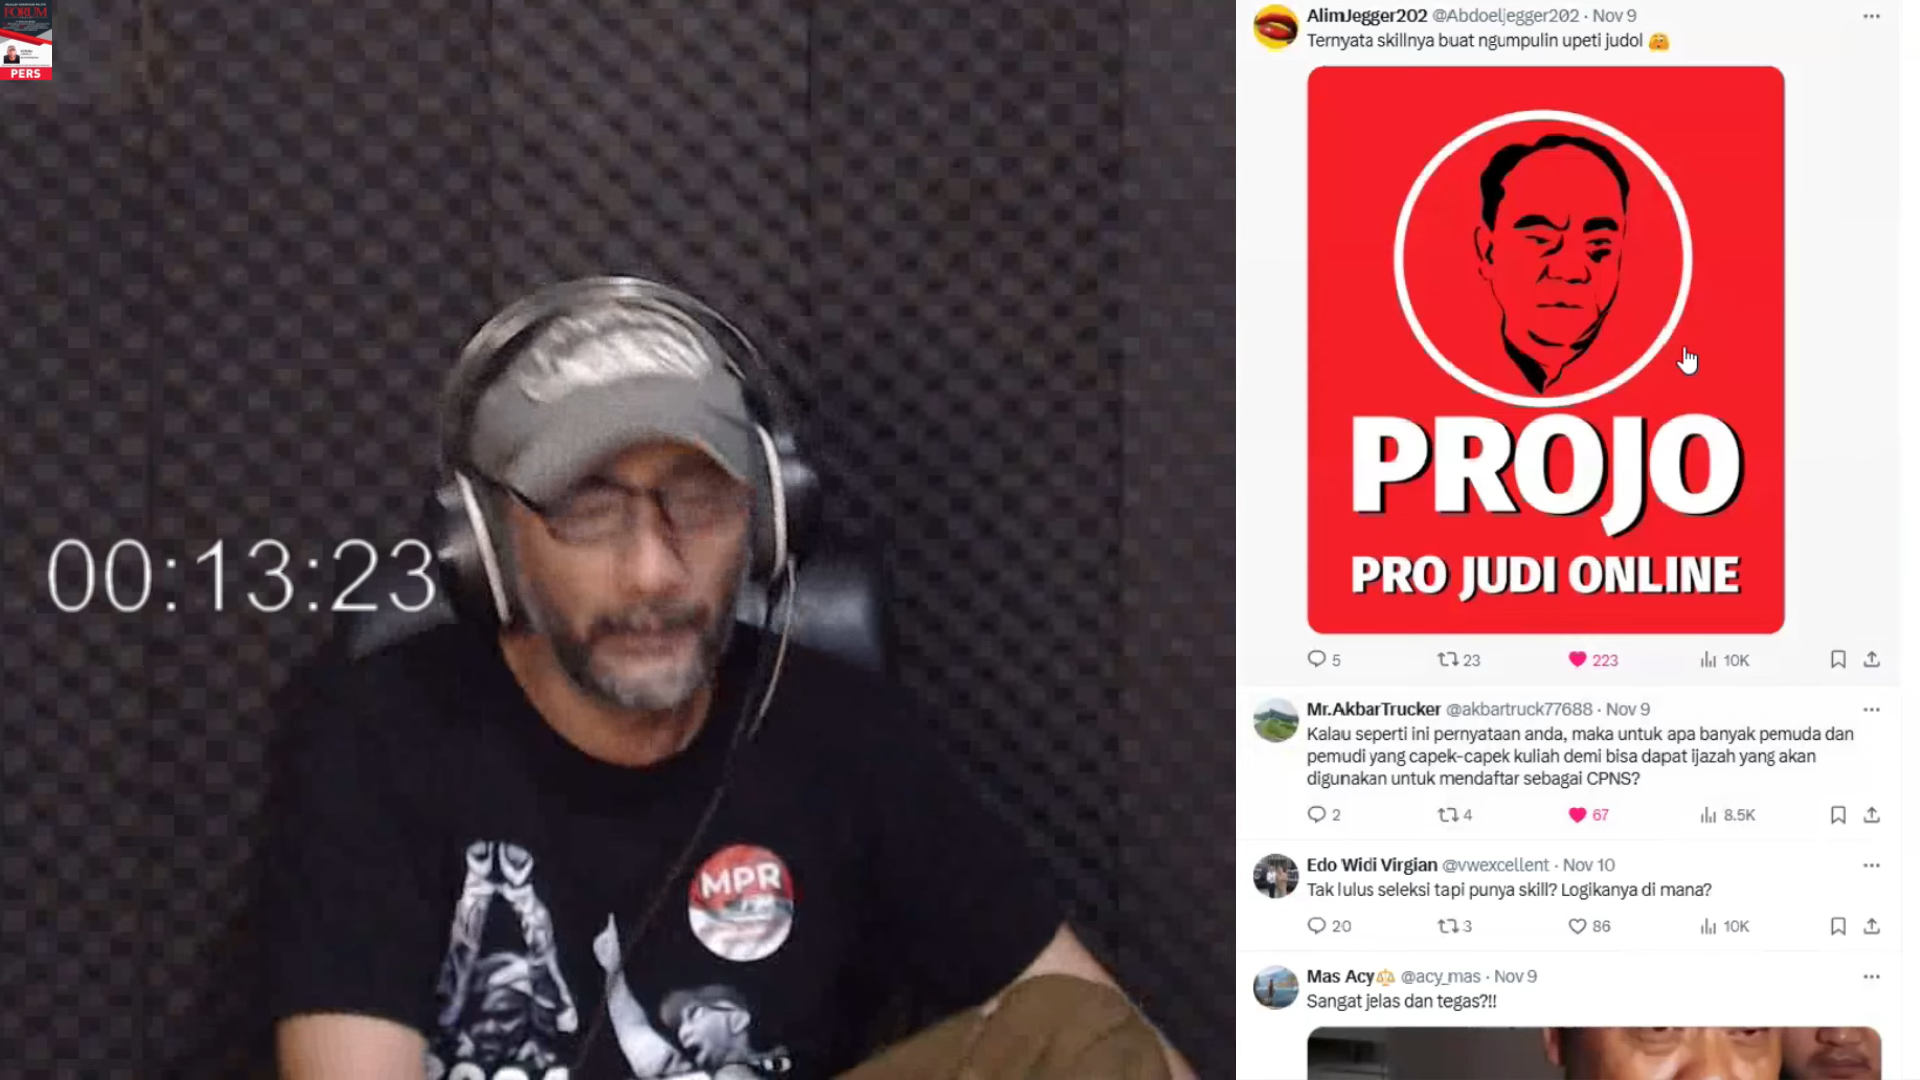 FORUM
PERS
00:13:23
MPR
AlimJegger202 @Abdoeljegger202 · Nov 9
Ternyata skillnya buat ngumpulin upeti judol
PROJO
PRO JUDI ONLINE
5 23 223 10K
Mr.AkbarTrucker @akbartruck77688 · Nov 9
Kalau seperti ini pernyataan anda, maka untuk apa banyak pemuda dan
pemudi yang capek-capek kuliah demi bisa dapat ijazah yang akan
digunakan untuk mendaftar sebagai CPNS?
2 4 67 8.5K
Edo Widi Virgian @vwexcellent · Nov 10
Tak lulus seleksi tapi punya skill? Logikanya di mana?
20 3 86 10K
Mas Acy @acy_mas · Nov 9
Sangat jelas dan tegas?!!